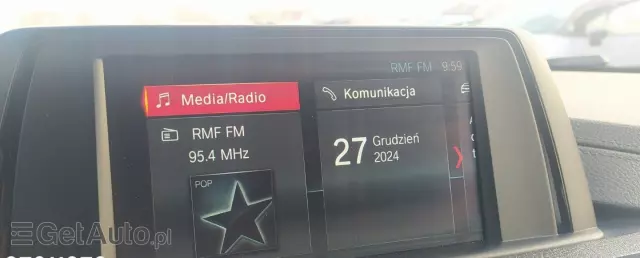 RMF FM 9:59
Media/Radio
Komunikacja
RMF FM
95.4 MHz
27 Grudzień
2024
POP
GetAuto.pl